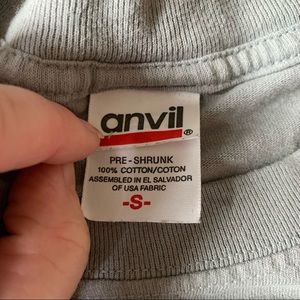 anvil®
PRE-SHRUNK
100% COTTON/COTON
ASSEMBLED IN EL SALVADOR
OF USA FABRIC
-S-